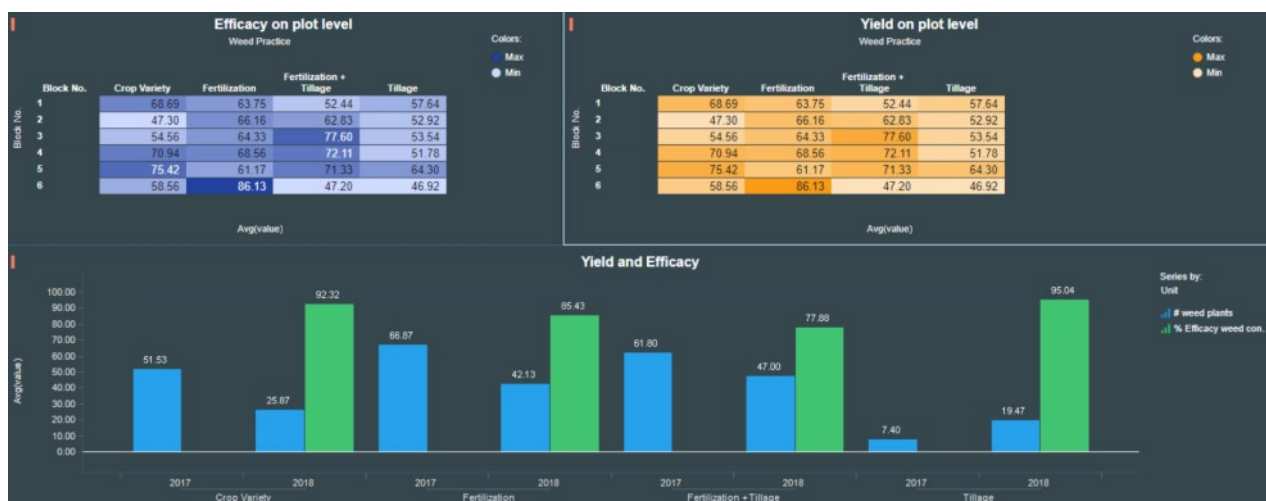 Efficacy on plot level
Weed Practice
Colors:
Max
Min
Block No.
Block No. Crop Variety Fertilization Fertilization + Tillage Tillage
1 68.69 63.75 52.44 57.64
2 47.30 66.16 62.83 52.92
3 54.56 64.33 77.60 53.54
4 70.94 68.56 72.11 51.78
5 75.42 61.17 71.33 64.30
6 58.56 86.13 47.20 46.92
Avg(value)
Yield on plot level
Weed Practice
Colors:
Max
Min
Block No.
Block No. Crop Variety Fertilization Fertilization + Tillage Tillage
1 68.69 63.75 52.44 57.64
2 47.30 66.16 62.83 52.92
3 54.56 64.33 77.60 53.54
4 70.94 68.56 72.11 51.78
5 75.42 61.17 71.33 64.30
6 58.56 86.13 47.20 46.92
Avg(value)
Yield and Efficacy
Series by:
Unit
# weed plants
% Efficacy weed con.
Avg(value)
100.00
90.00
80.00
70.00
60.00
50.00
40.00
30.00
20.00
10.00
0.00
51.53 25.87 92.32 66.87 42.13 85.43 61.80 47.00 77.88 7.40 19.47 95.04
2017 2018 2017 2018 2017 2018 2017 2018
Crop Variety Fertilization Fertilization + Tillage Tillage